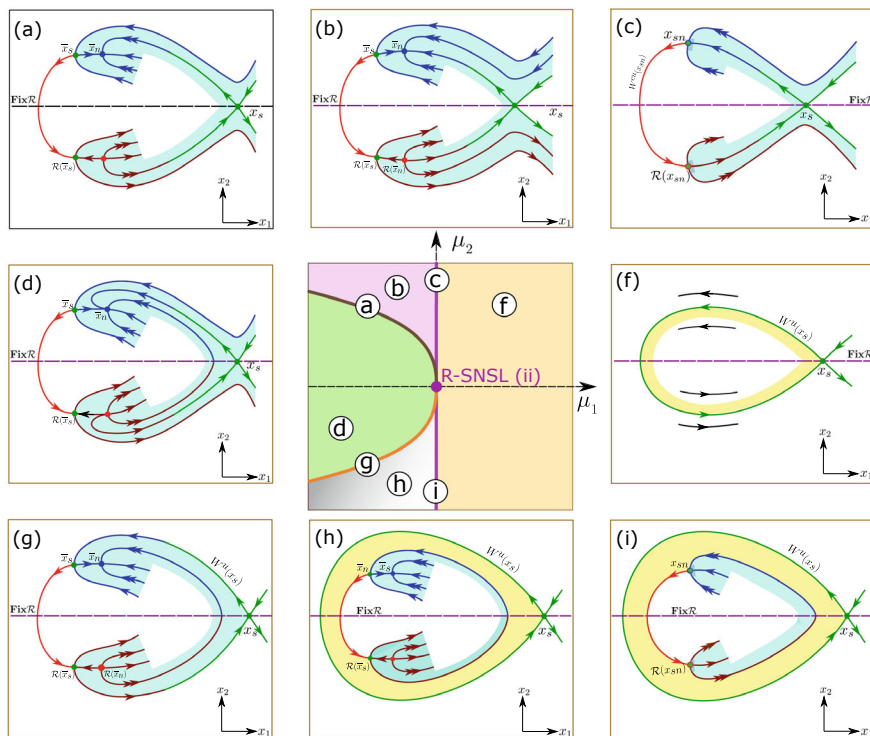 (a)
x̅ₛ x̅ₙ
Fixℛ
xₛ
ℛ(x̅ₛ)
x₂
x₁
(b)
x̅ₛ x̅ₙ
Fixℛ
xₛ
ℛ(x̅ₛ) ℛ(x̅ₙ)
x₂
x₁
(c)
xₛₙ
Wᶜᵘ(xₛₙ)
Fixℛ
xₛ
ℛ(xₛₙ)
x₂
x₁
(d)
x̅ₛ
x̅ₙ
Fixℛ
xₛ
ℛ(x̅ₛ)
x₂
x₁
μ₂
b c
a f
R-SNSL (ii)
μ₁
d
g
h i
(f)
Wᵘ(xₛ)
xₛ Fixℛ
x₂
x₁
(g)
Wᵘ(xₛ)
x̅ₛ x̅ₙ
Fixℛ
xₛ
ℛ(x̅ₛ) ℛ(x̅ₙ)
x₂
x₁
(h)
Wᵘ(xₛ)
x̅ₙ x̅ₛ
Fixℛ
xₛ
ℛ(x̅ₛ)
x₂
x₁
(i)
Wᵘ(xₛ)
xₛₙ
Fixℛ
xₛ
ℛ(xₛₙ)
x₂
x₁